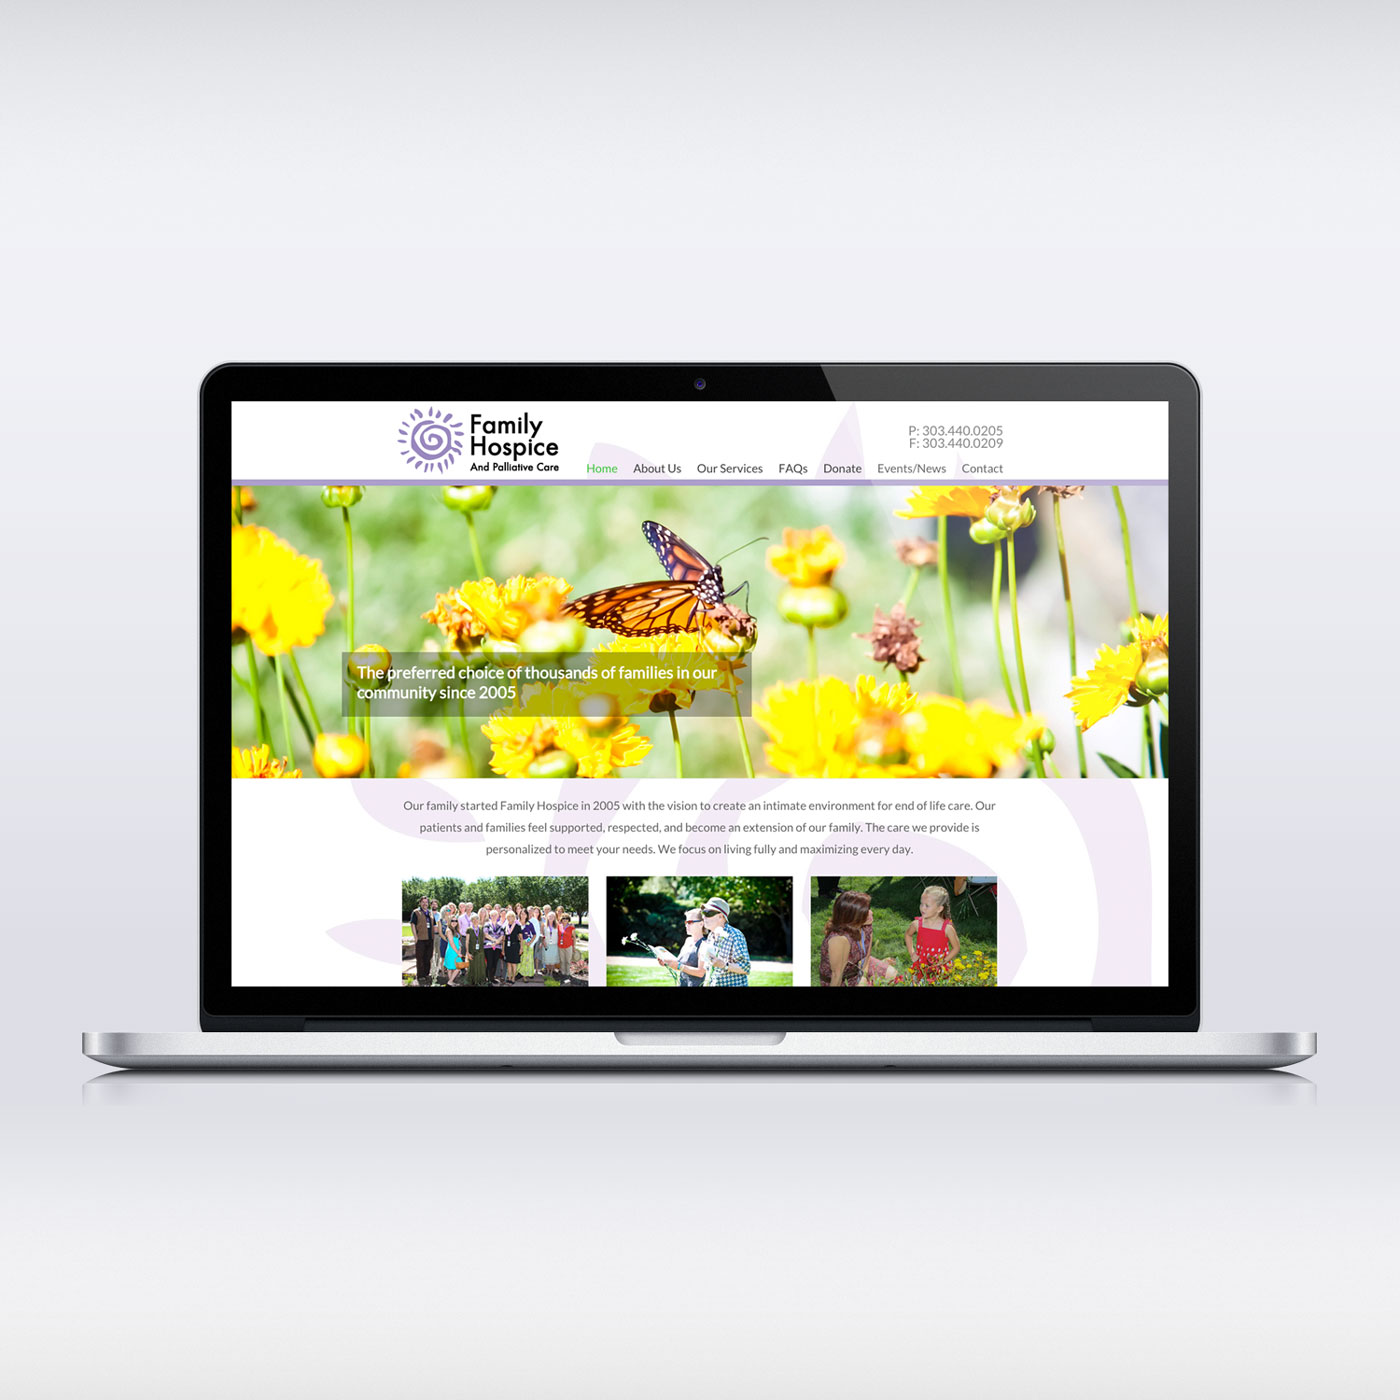 Family
Hospice
And Palliative Care
P: 303.440.0205
F: 303.440.0209
Home About Us Our Services FAQs Donate Events/News Contact
The preferred choice of thousands of families in our
community since 2005
Our family started Family Hospice in 2005 with the vision to create an intimate environment for end of life care. Our
patients and families feel supported, respected, and become an extension of our family. The care we provide is
personalized to meet your needs. We focus on living fully and maximizing every day.